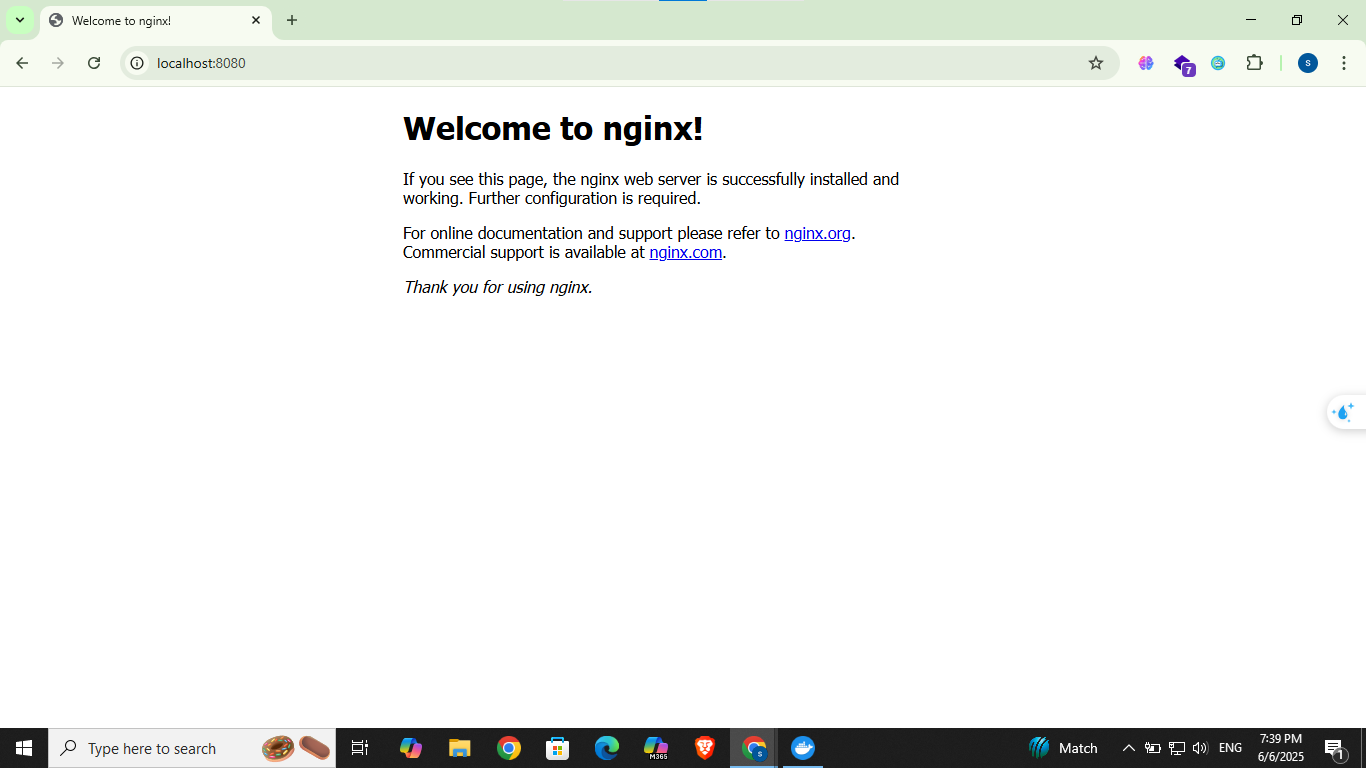 Welcome to nginx!
localhost:8080
7
s
Welcome to nginx!
If you see this page, the nginx web server is successfully installed and
working. Further configuration is required.
For online documentation and support please refer to nginx.org.
Commercial support is available at nginx.com.
Thank you for using nginx.
Type here to search
M365
s
Match
ENG
7:39 PM
6/6/2025
1